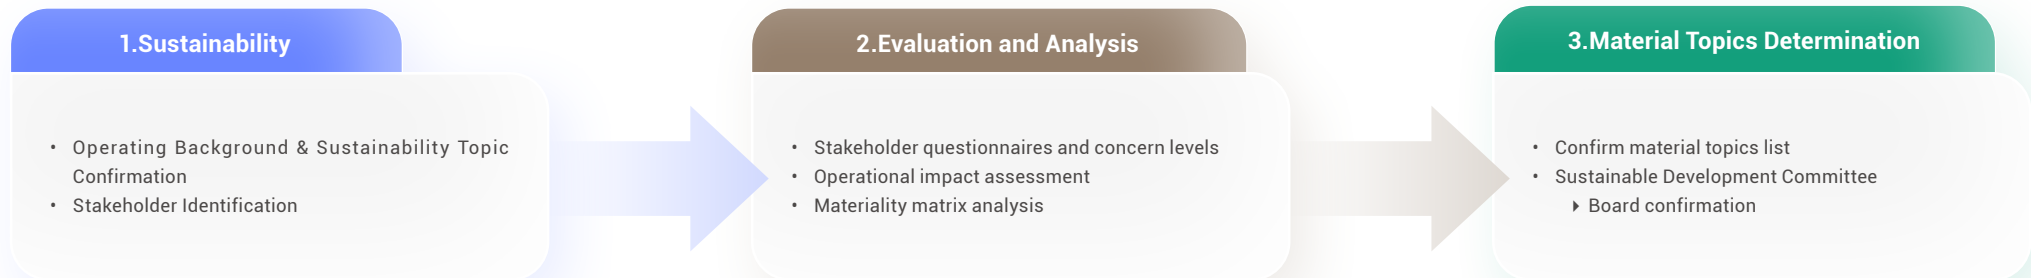 1.Sustainability
• Operating Background & Sustainability Topic
Confirmation
• Stakeholder Identification
2.Evaluation and Analysis
• Stakeholder questionnaires and concern levels
• Operational impact assessment
• Materiality matrix analysis
3.Material Topics Determination
• Confirm material topics list
• Sustainable Development Committee
Board confirmation